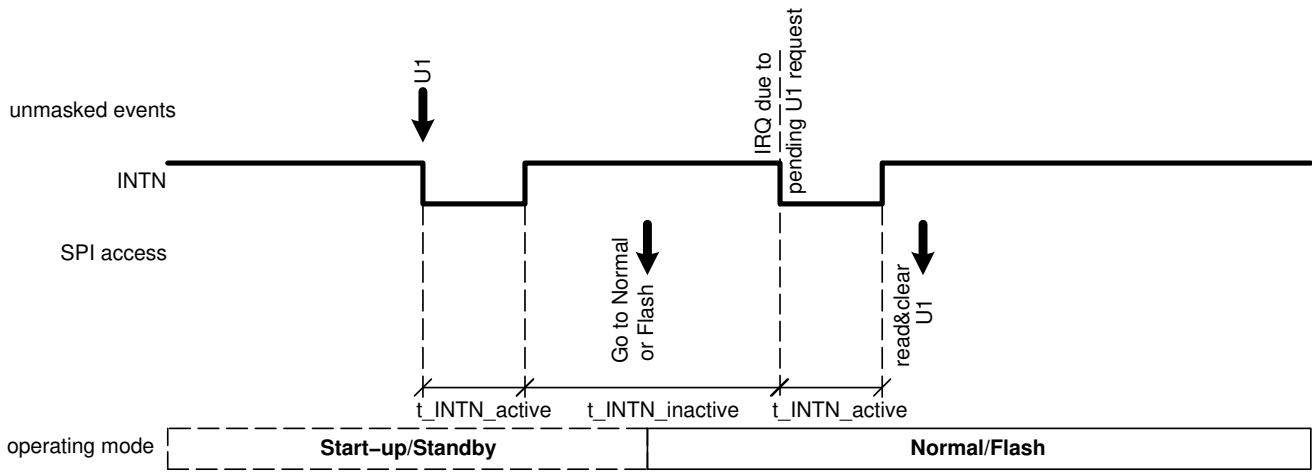 U1
IRQ due to
pending U1 request
unmasked events
INTN
SPI access
Go to Normal
or Flash
read&clear
U1
t_INTN_active
t_INTN_inactive
t_INTN_active
operating mode
Start−up/Standby
Normal/Flash